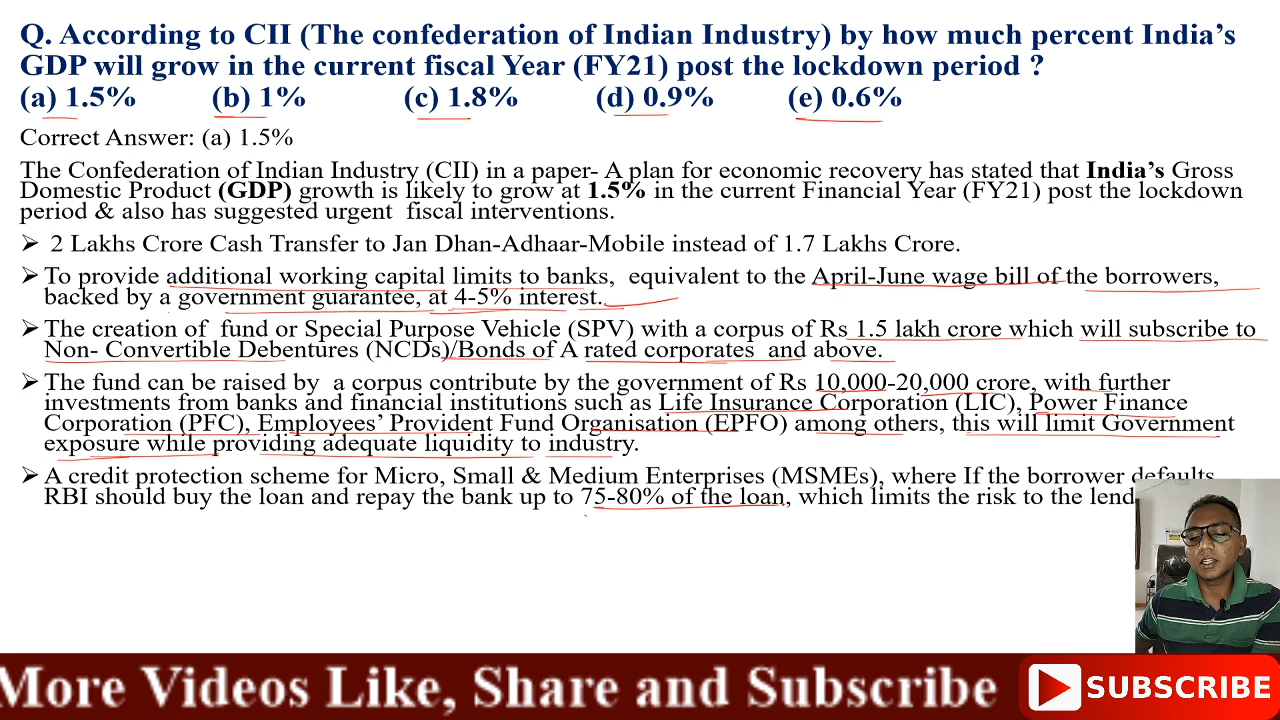 Q. According to CII (The confederation of Indian Industry) by how much percent India's
GDP will grow in the current fiscal Year (FY21) post the lockdown period ?
(a) 1.5% (b) 1% (c) 1.8% (d) 0.9% (e) 0.6%
Correct Answer: (a) 1.5%
The Confederation of Indian Industry (CII) in a paper- A plan for economic recovery has stated that India's Gross
Domestic Product (GDP) growth is likely to grow at 1.5% in the current Financial Year (FY21) post the lockdown
period & also has suggested urgent fiscal interventions.
➢ 2 Lakhs Crore Cash Transfer to Jan Dhan-Adhaar-Mobile instead of 1.7 Lakhs Crore.
➢ To provide additional working capital limits to banks, equivalent to the April-June wage bill of the borrowers,
backed by a government guarantee, at 4-5% interest.
➢ The creation of fund or Special Purpose Vehicle (SPV) with a corpus of Rs 1.5 lakh crore which will subscribe to
Non- Convertible Debentures (NCDs)/Bonds of A rated corporates and above.
➢ The fund can be raised by a corpus contribute by the government of Rs 10,000-20,000 crore, with further
investments from banks and financial institutions such as Life Insurance Corporation (LIC), Power Finance
Corporation (PFC), Employees' Provident Fund Organisation (EPFO) among others, this will limit Government
exposure while providing adequate liquidity to industry.
➢ A credit protection scheme for Micro, Small & Medium Enterprises (MSMEs), where If the borrower defaults
RBI should buy the loan and repay the bank up to 75-80% of the loan, which limits the risk to the lend
More Videos Like, Share and Subscribe
SUBSCRIBE